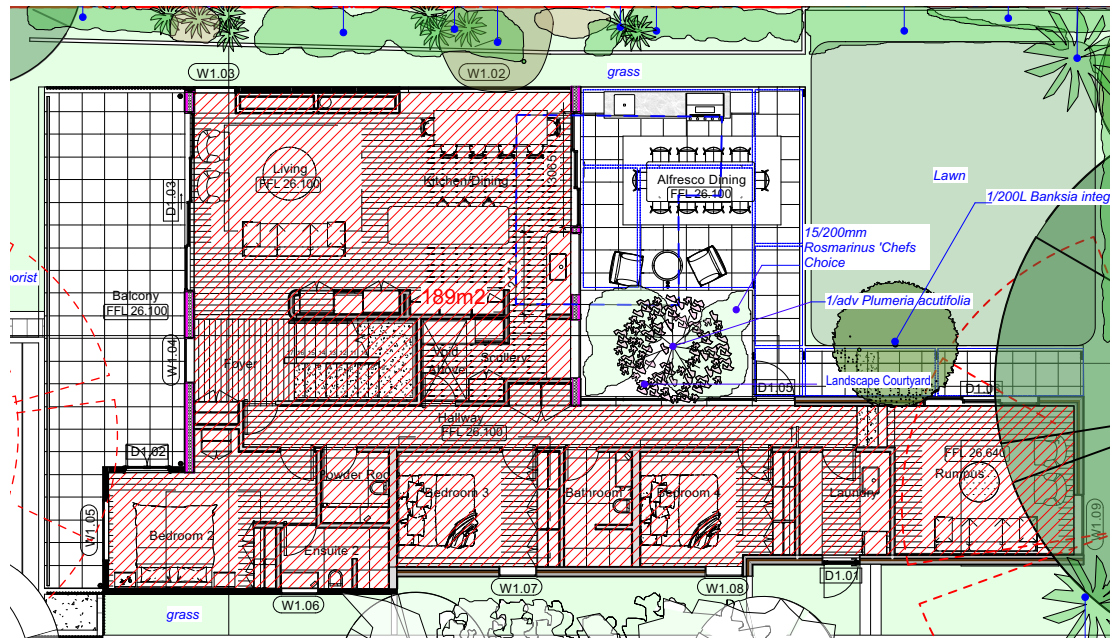 W1.03
W1.02
grass
Living
FFL 26.100
Kitchen/Dining
3065
Alfresco Dining
FFL 26.100
Lawn
1/200L Banksia integ
D1.03
15/200mm
Rosmarinus 'Chefs
Choice
orist
Balcony
FFL 26.100
189m2
1/adv Plumeria acutifolia
W1.04
Foyer
Void
Above
Scullery
D1.05
Landscape Courtyard
Hallway
FFL 26.100
D1.02
Powder Roo
Bedroom 3
Bathroom
Bedroom 4
Laundry
FFL 26.640
Rumpus
W1.05
Bedroom 2
Ensuite 2
W1.09
W1.06
W1.07
W1.08
D1.01
grass